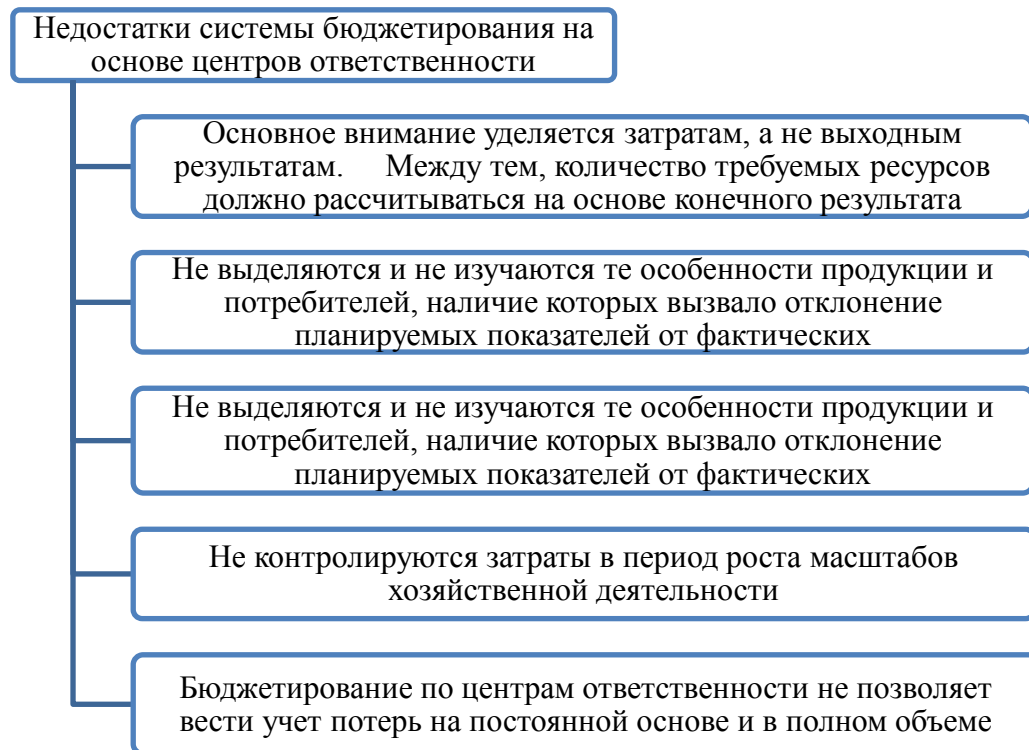 Недостатки системы бюджетирования на
основе центров ответственности
Основное внимание уделяется затратам, а не выходным
результатам. Между тем, количество требуемых ресурсов
должно рассчитываться на основе конечного результата
Не выделяются и не изучаются те особенности продукции и
потребителей, наличие которых вызвало отклонение
планируемых показателей от фактических
Не выделяются и не изучаются те особенности продукции и
потребителей, наличие которых вызвало отклонение
планируемых показателей от фактических
Не контролируются затраты в период роста масштабов
хозяйственной деятельности
Бюджетирование по центрам ответственности не позволяет
вести учет потерь на постоянной основе и в полном объеме